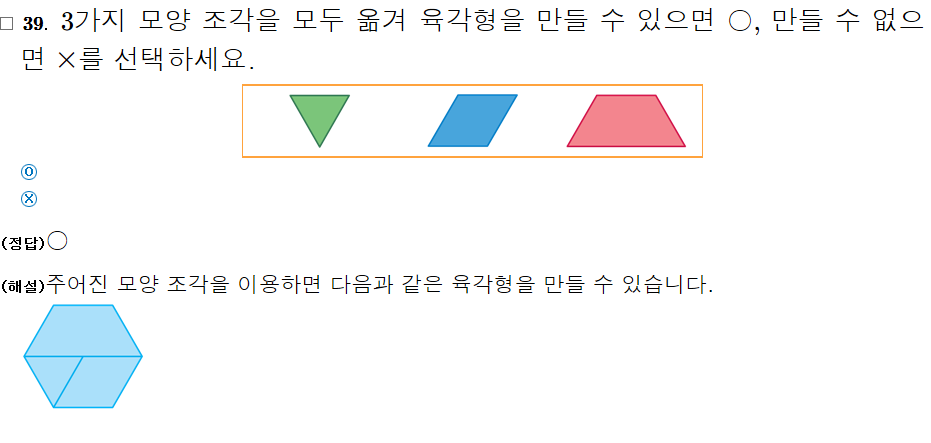 □ 39. 3가지 모양 조각을 모두 옮겨 육각형을 만들 수 있으면 ○, 만들 수 없으
면 ×를 선택하세요.
ⓞ
ⓧ
(정답)○
(해설)주어진 모양 조각을 이용하면 다음과 같은 육각형을 만들 수 있습니다.